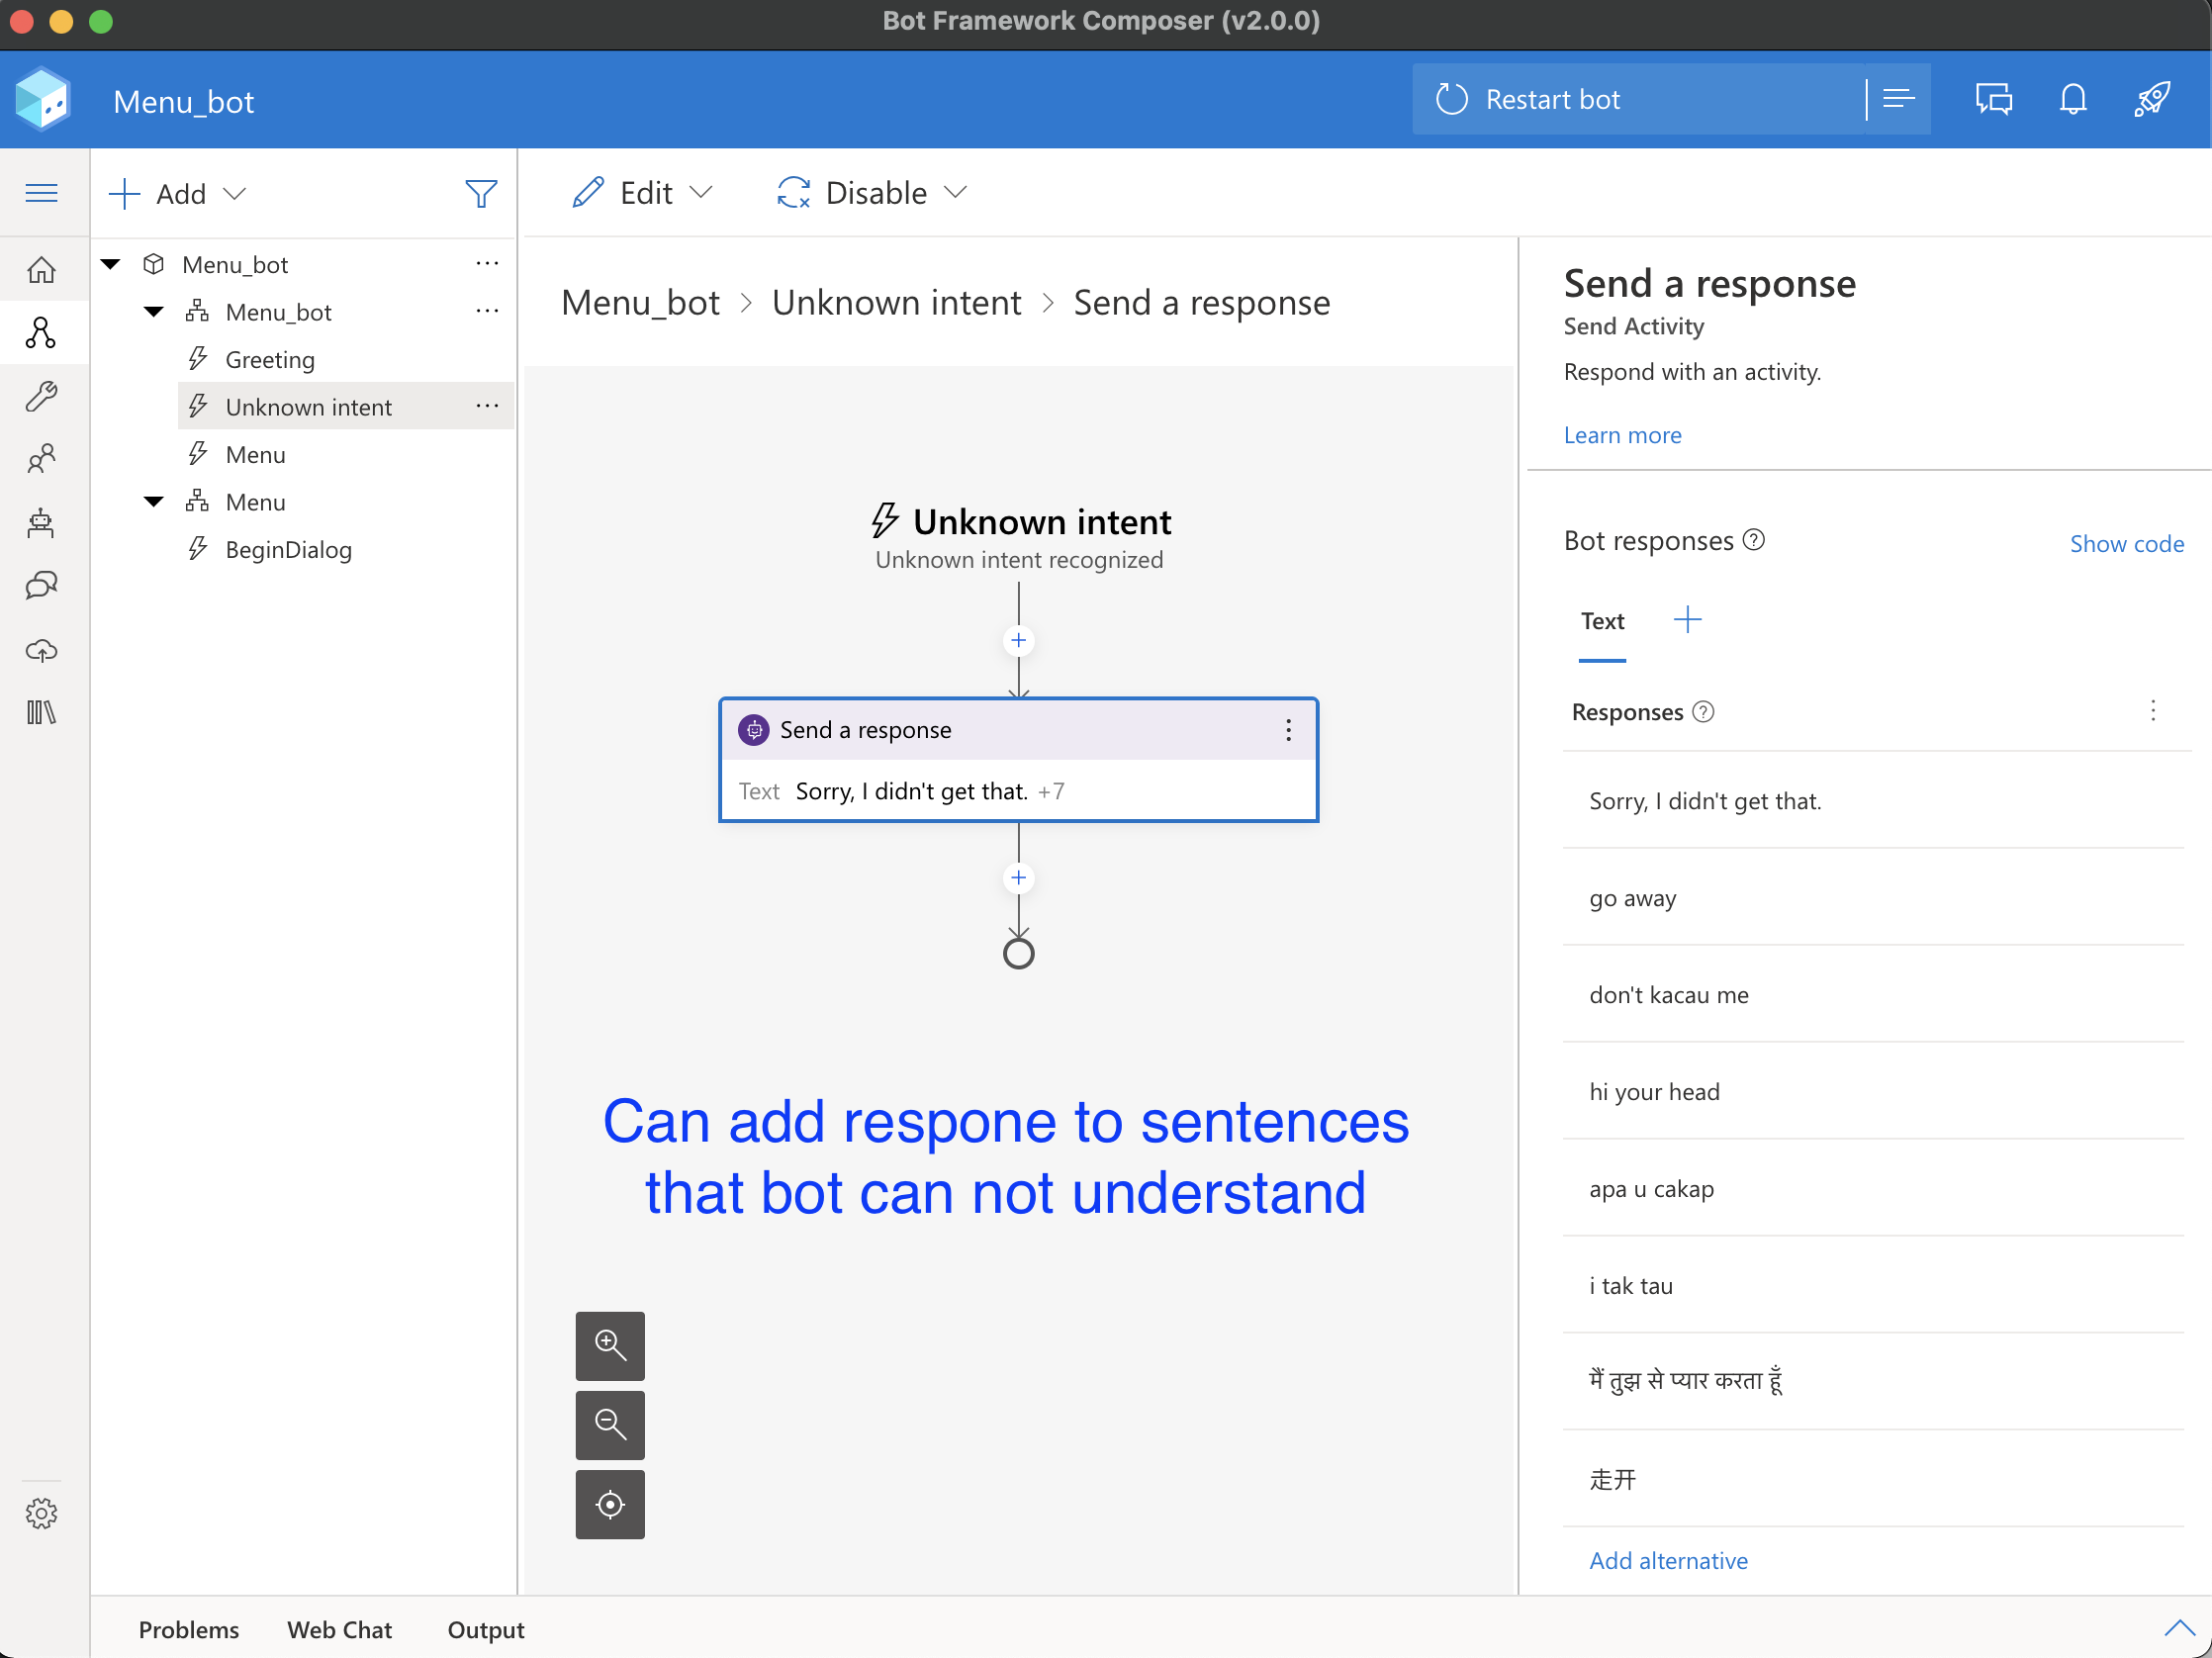 Bot Framework Composer (v2.0.0)
Menu_bot
Restart bot
Add
Edit
Disable
Menu_bot
Menu_bot
Greeting
Unknown intent
Menu
Menu
BeginDialog
Menu_bot > Unknown intent > Send a response
Unknown intent
Unknown intent recognized
Send a response
Text Sorry, I didn't get that. +7
Can add respone to sentences
that bot can not understand
Send a response
Send Activity
Respond with an activity.
Learn more
Bot responses
Show code
Text
Responses
Sorry, I didn't get that.
go away
don't kacau me
hi your head
apa u cakap
i tak tau
मैं तुझ से प्यार करता हूँ
走开
Add alternative
Problems
Web Chat
Output